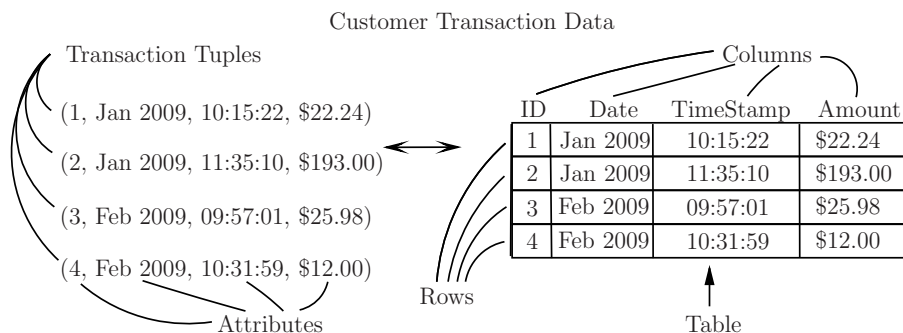 Customer Transaction Data
Transaction Tuples
(1, Jan 2009, 10:15:22, $22.24)
(2, Jan 2009, 11:35:10, $193.00)
(3, Feb 2009, 09:57:01, $25.98)
(4, Feb 2009, 10:31:59, $12.00)
Attributes
Columns
ID Date TimeStamp Amount
1 Jan 2009 10:15:22 $22.24
2 Jan 2009 11:35:10 $193.00
3 Feb 2009 09:57:01 $25.98
4 Feb 2009 10:31:59 $12.00
Rows
Table